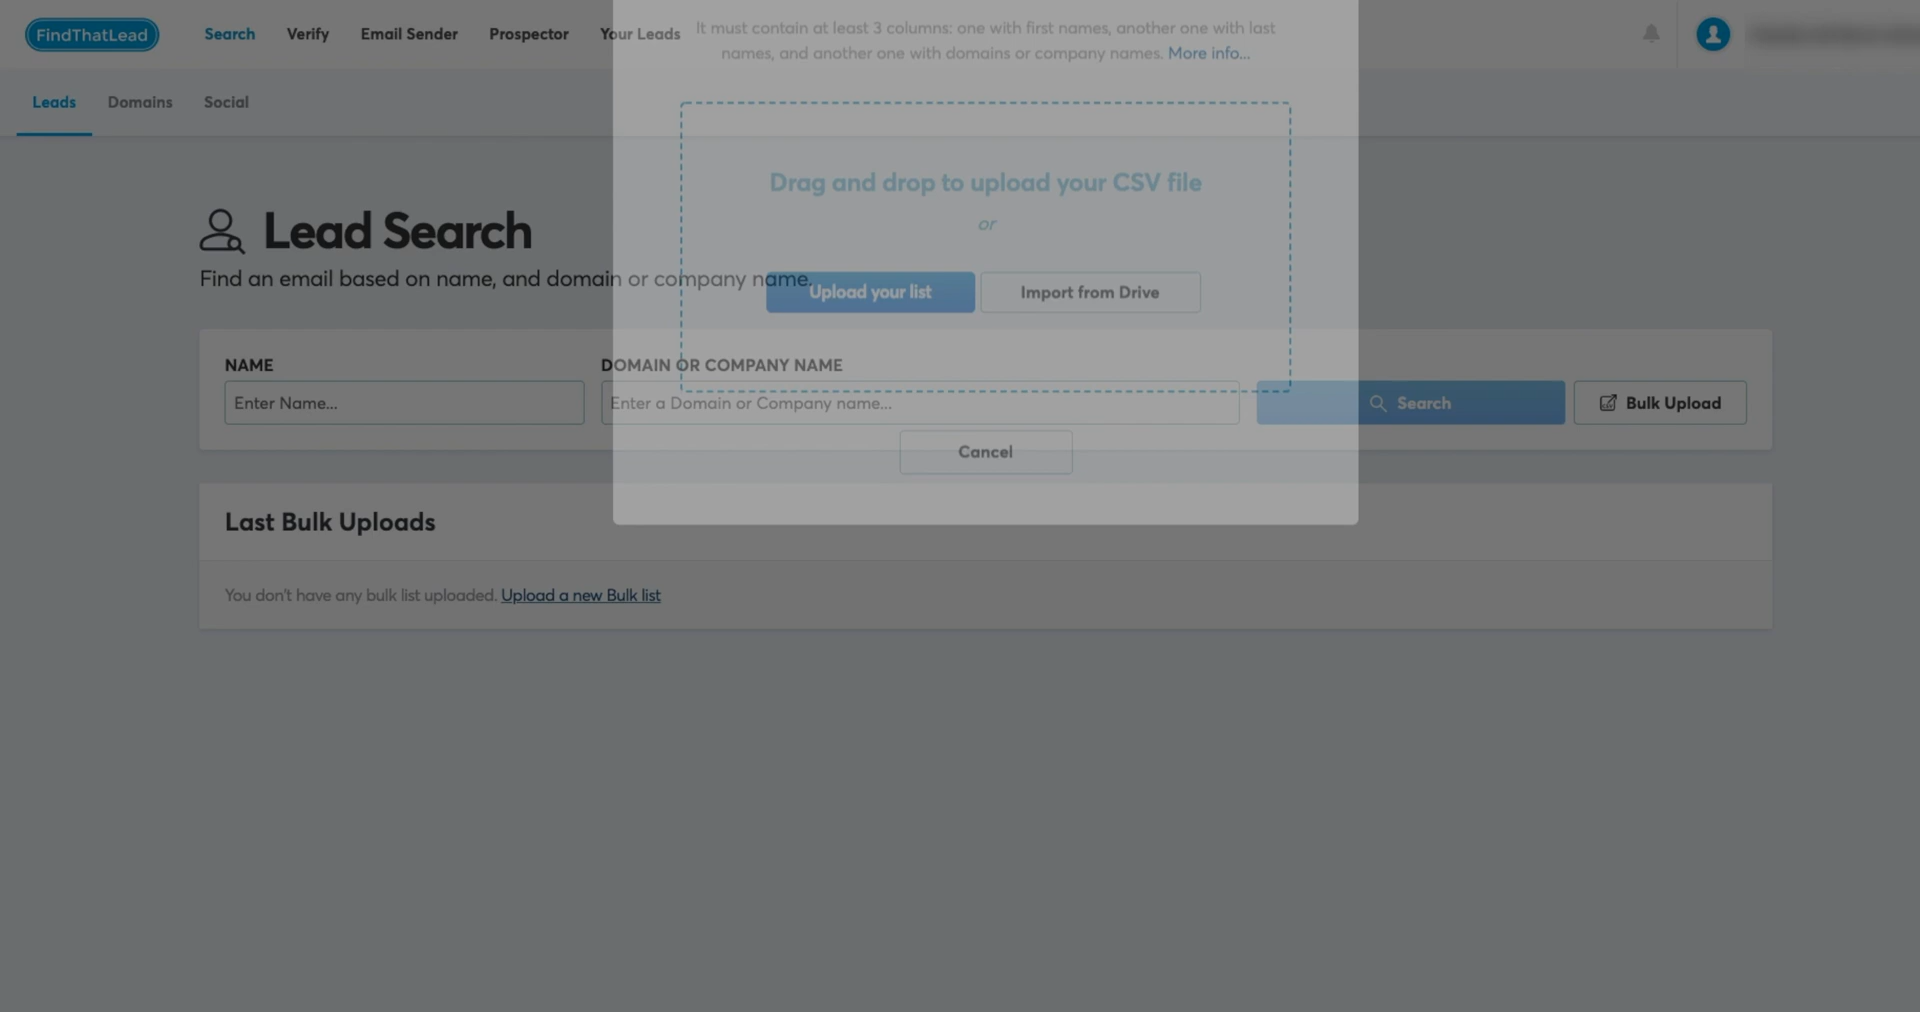 FindThatLead
Search
Verify
Email Sender
Prospector
Your Leads
It must contain at least 3 columns: one with first names, another one with last
names, and another one with domains or company names. More info...
Leads
Domains
Social
Drag and drop to upload your CSV file
or
Lead Search
Find an email based on name, and domain or company name.
Upload your list
Import from Drive
NAME
DOMAIN OR COMPANY NAME
Enter Name...
Enter a Domain or Company name...
Search
Bulk Upload
Cancel
Last Bulk Uploads
You don't have any bulk list uploaded. Upload a new Bulk list